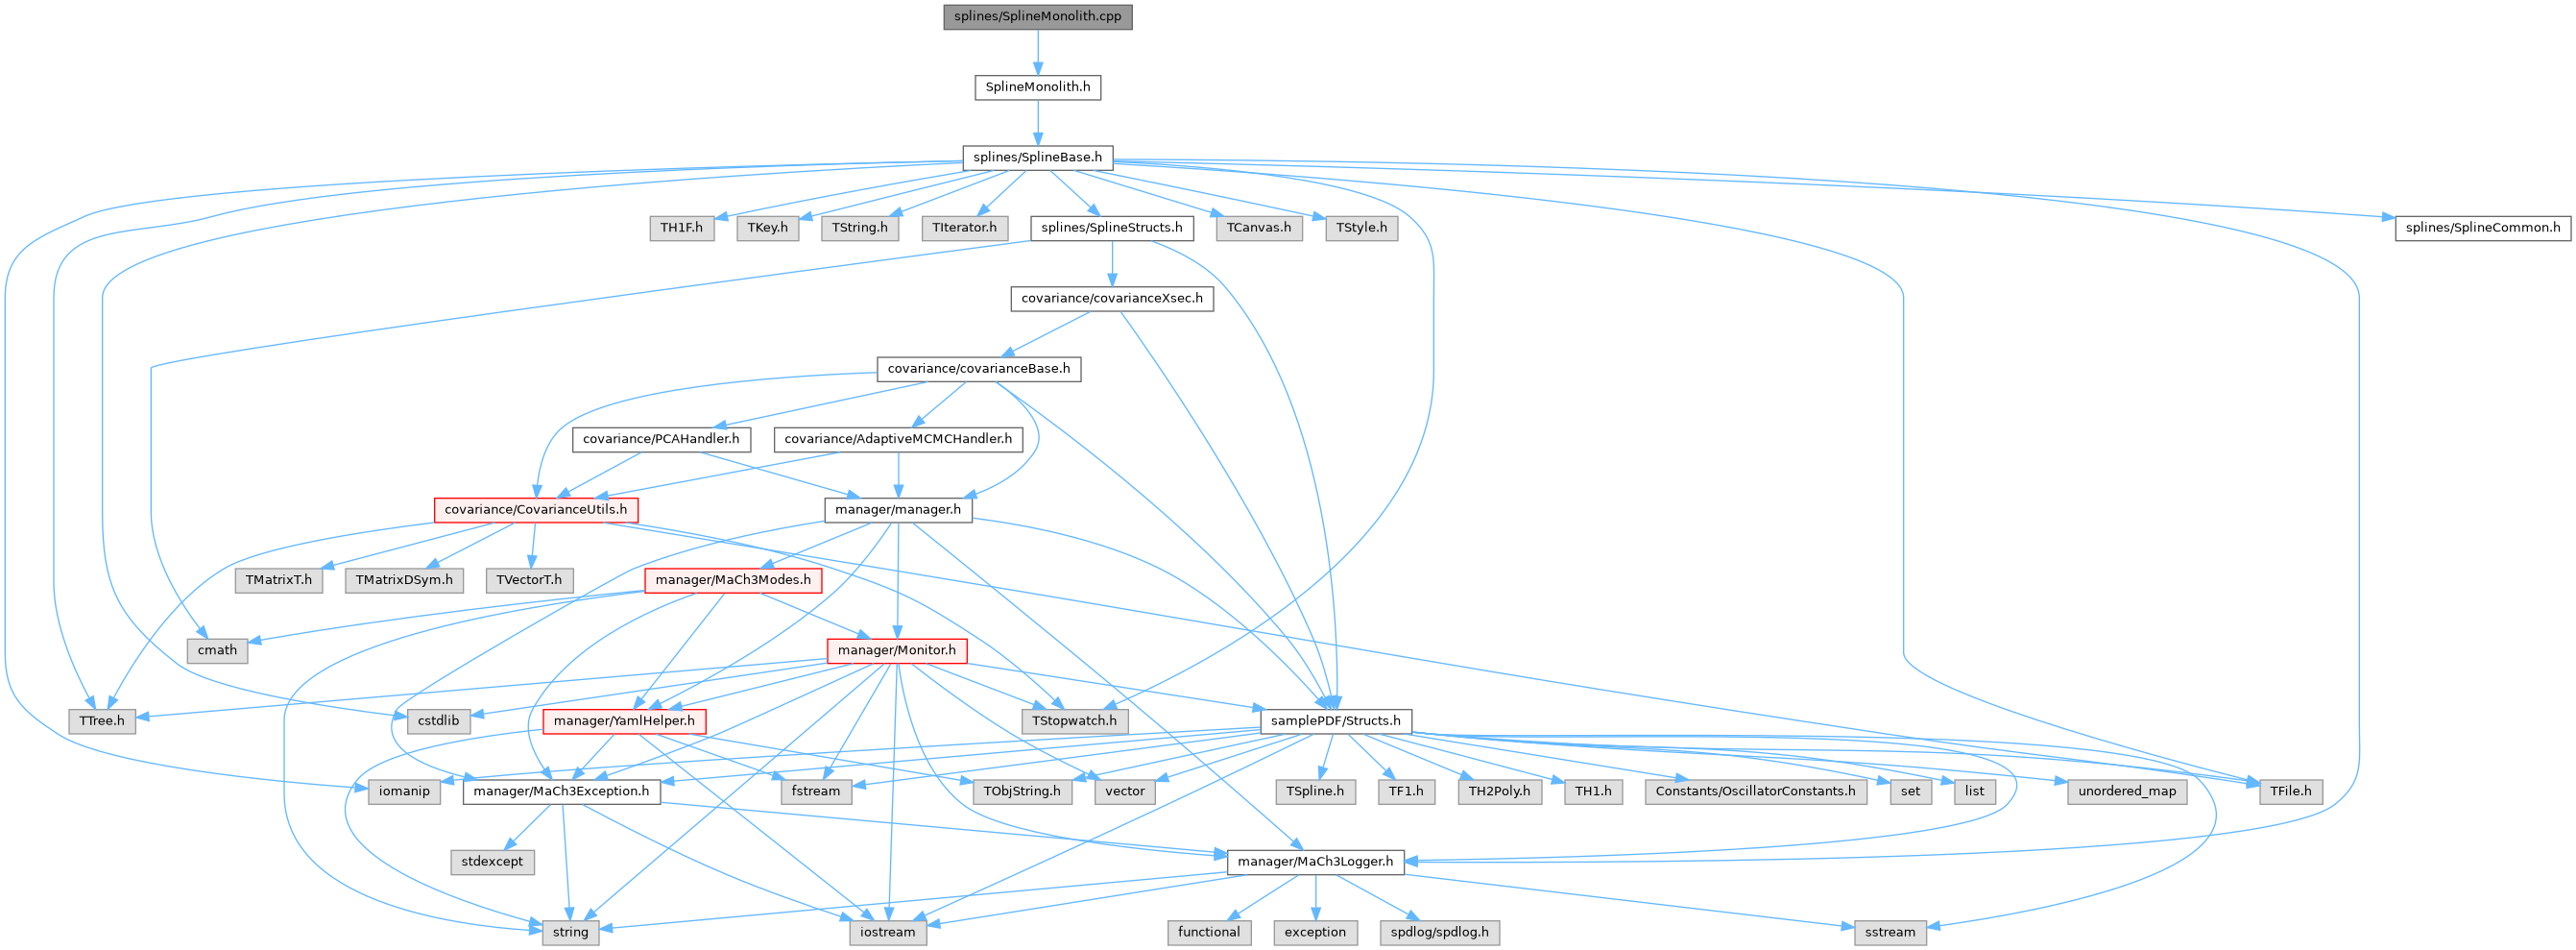 splines/SplineMonolith.cpp
SplineMonolith.h
splines/SplineBase.h
TH1F.h
TKey.h
TString.h
TIterator.h
splines/SplineStructs.h
TCanvas.h
TStyle.h
splines/SplineCommon.h
covariance/covarianceXsec.h
covariance/covarianceBase.h
covariance/PCAHandler.h
covariance/AdaptiveMCMCHandler.h
covariance/CovarianceUtils.h
manager/manager.h
TMatrixT.h
TMatrixDSym.h
TVectorT.h
manager/MaCh3Modes.h
cmath
manager/Monitor.h
TTree.h
cstdlib
manager/YamlHelper.h
TStopwatch.h
samplePDF/Structs.h
iomanip
manager/MaCh3Exception.h
fstream
TObjString.h
vector
TSpline.h
TF1.h
TH2Poly.h
TH1.h
Constants/OscillatorConstants.h
set
list
unordered_map
TFile.h
stdexcept
manager/MaCh3Logger.h
string
iostream
functional
exception
spdlog/spdlog.h
sstream